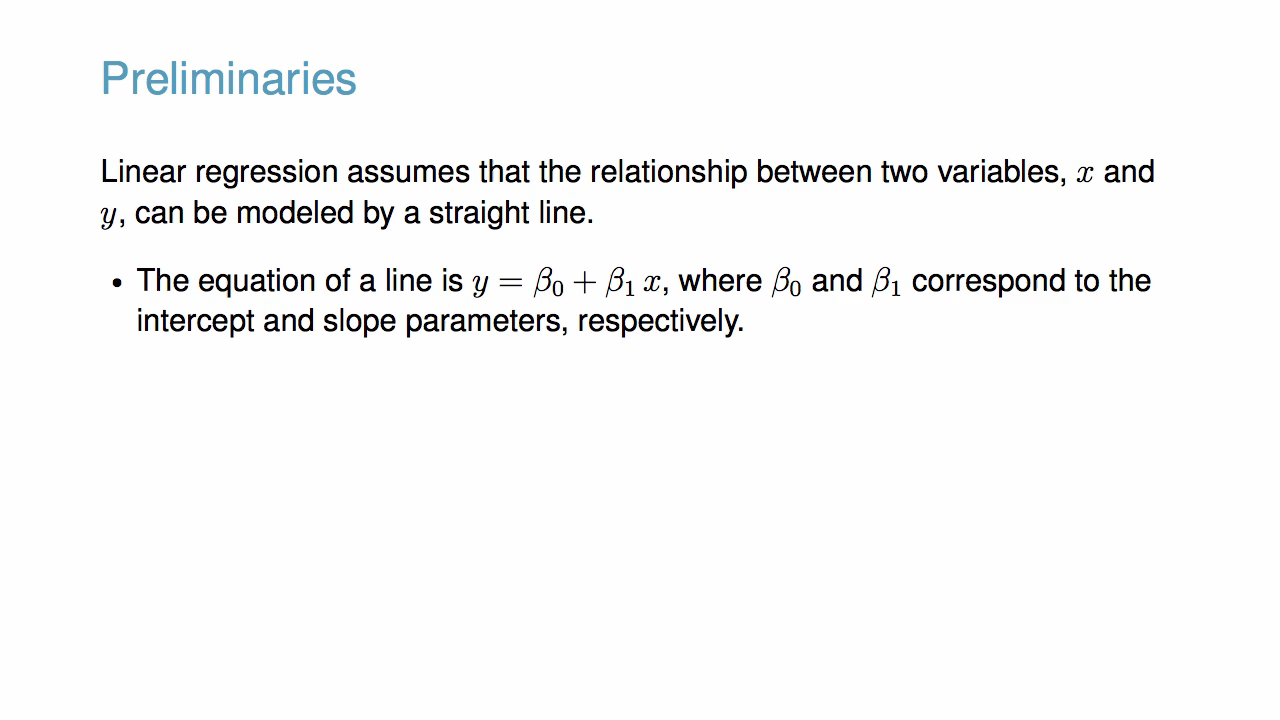 Preliminaries
Linear regression assumes that the relationship between two variables, x and
y, can be modeled by a straight line.
• The equation of a line is y = β₀ + β₁ x, where β₀ and β₁ correspond to the
intercept and slope parameters, respectively.